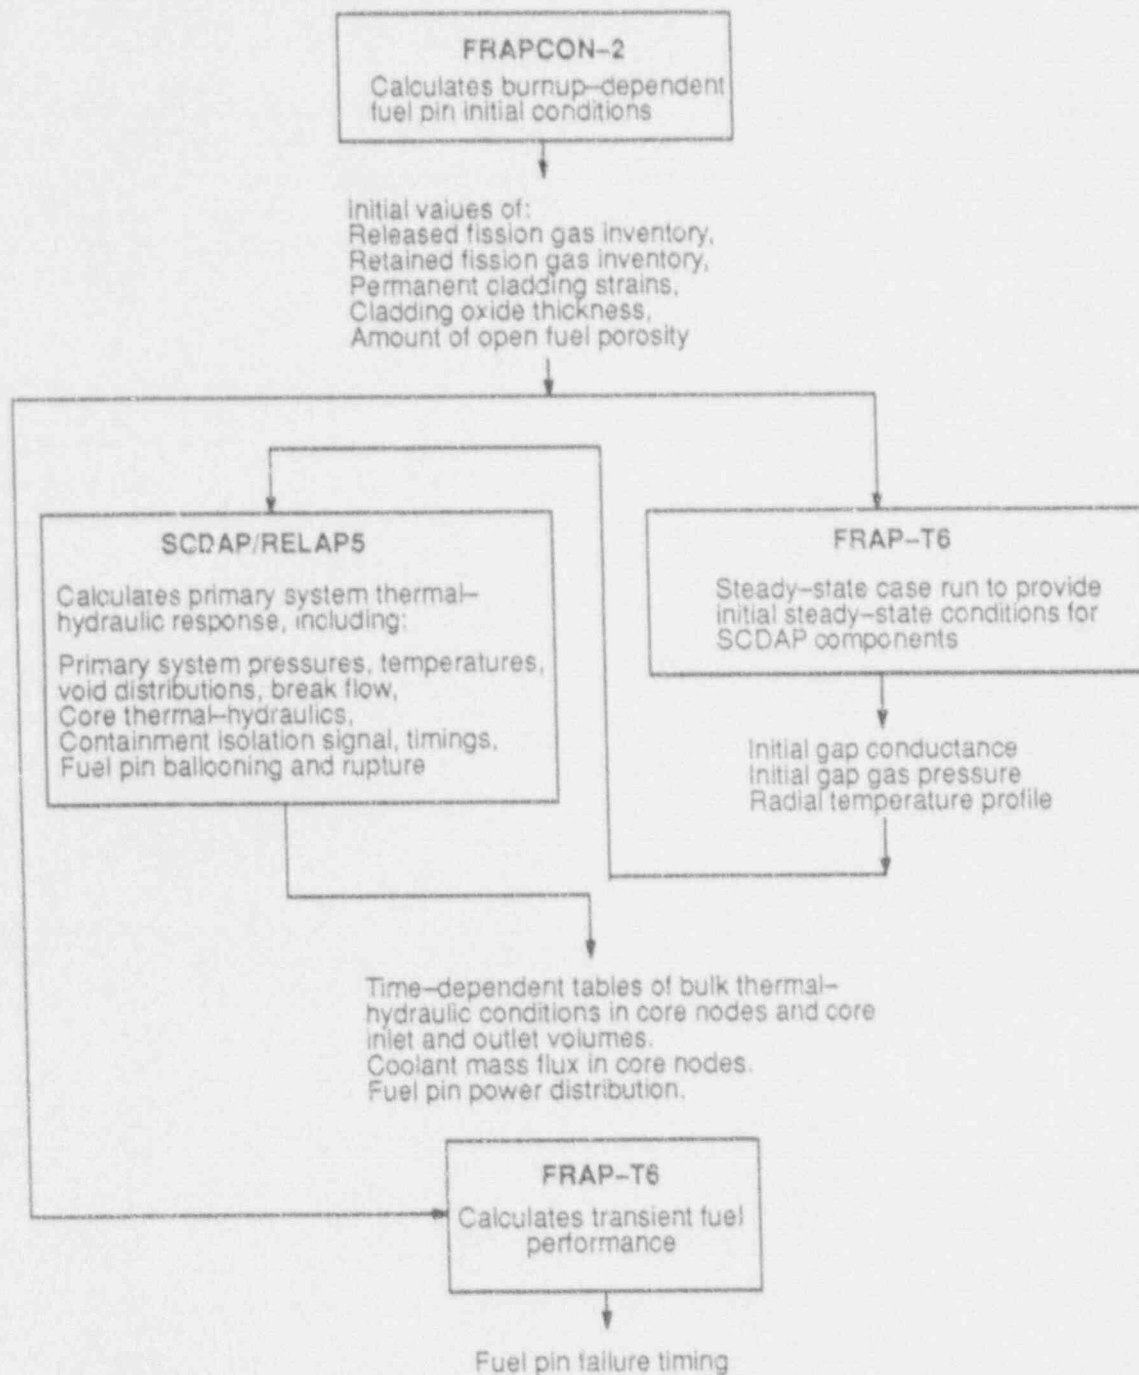 FRAPCON-2
Calculates burnup-dependent
fuel pin initial conditions
Initial values of:
Released fission gas inventory,
Retained fission gas inventory,
Permanent cladding strains,
Cladding oxide thickness,
Amount of open fuel porosity
SCDAP/RELAP5
Calculates primary system thermal-
hydraulic response, including:
Primary system pressures, temperatures,
void distributions, break flow,
Core thermal-hydraulics,
Containment isolation signal, timings,
Fuel pin ballooning and rupture
FRAP-T6
Steady-state case run to provide
initial steady-state conditions for
SCDAP components
Initial gap conductance
Initial gap gas pressure
Radial temperature profile
Time-dependent tables of bulk thermal-
hydraulic conditions in core nodes and core
inlet and outlet volumes.
Coolant mass flux in core nodes.
Fuel pin power distribution.
FRAP-T6
Calculates transient fuel
performance
Fuel pin failure timing